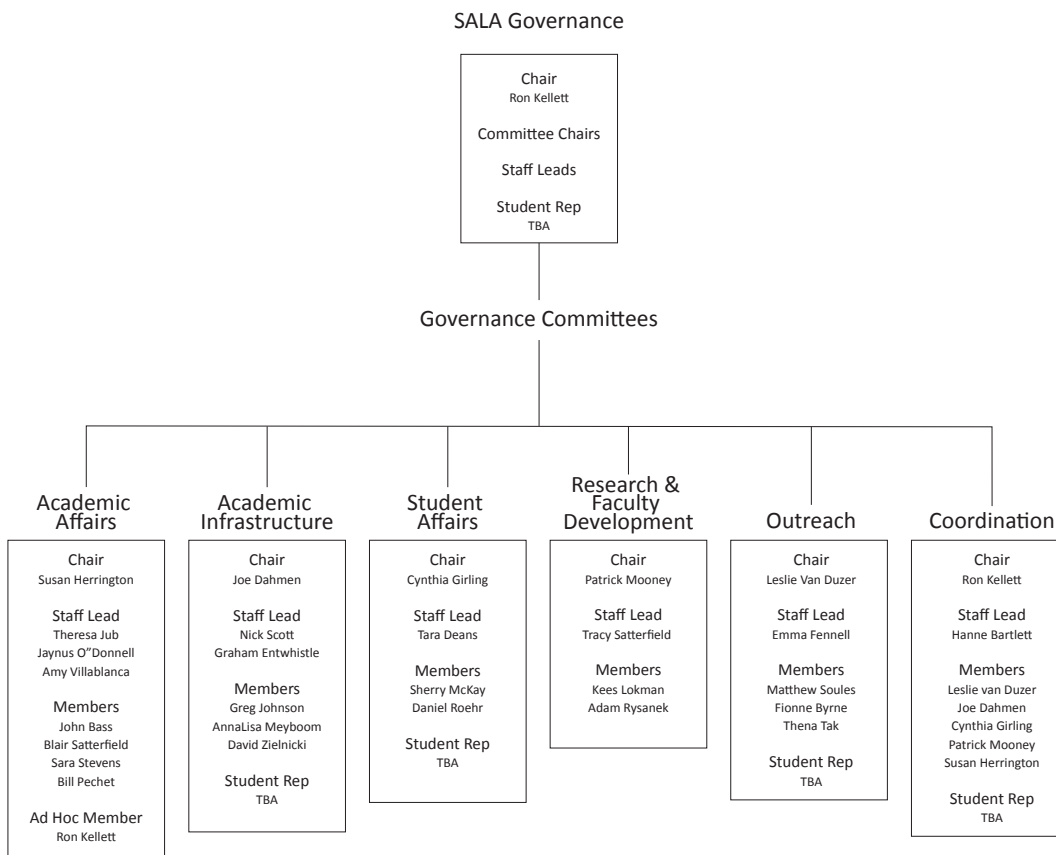 SALA Governance
Chair
Ron Kellett
Committee Chairs
Staff Leads
Student Rep
TBA
Governance Committees
Academic
Affairs
Chair
Susan Herrington
Staff Lead
Theresa Jub
Jaynus O"Donnell
Amy Villablanca
Members
John Bass
Blair Satterfield
Sara Stevens
Bill Pechet
Ad Hoc Member
Ron Kellett
Academic
Infrastructure
Chair
Joe Dahmen
Staff Lead
Nick Scott
Graham Entwhistle
Members
Greg Johnson
AnnaLisa Meyboom
David Zielnicki
Student Rep
TBA
Student
Affairs
Chair
Cynthia Girling
Staff Lead
Tara Deans
Members
Sherry McKay
Daniel Roehr
Student Rep
TBA
Research &
Faculty
Development
Chair
Patrick Mooney
Staff Lead
Tracy Satterfield
Members
Kees Lokman
Adam Rysanek
Outreach
Chair
Leslie Van Duzer
Staff Lead
Emma Fennell
Members
Matthew Soules
Fionne Byrne
Thena Tak
Student Rep
TBA
Coordination
Chair
Ron Kellett
Staff Lead
Hanne Bartlett
Members
Leslie van Duzer
Joe Dahmen
Cynthia Girling
Patrick Mooney
Susan Herrington
Student Rep
TBA